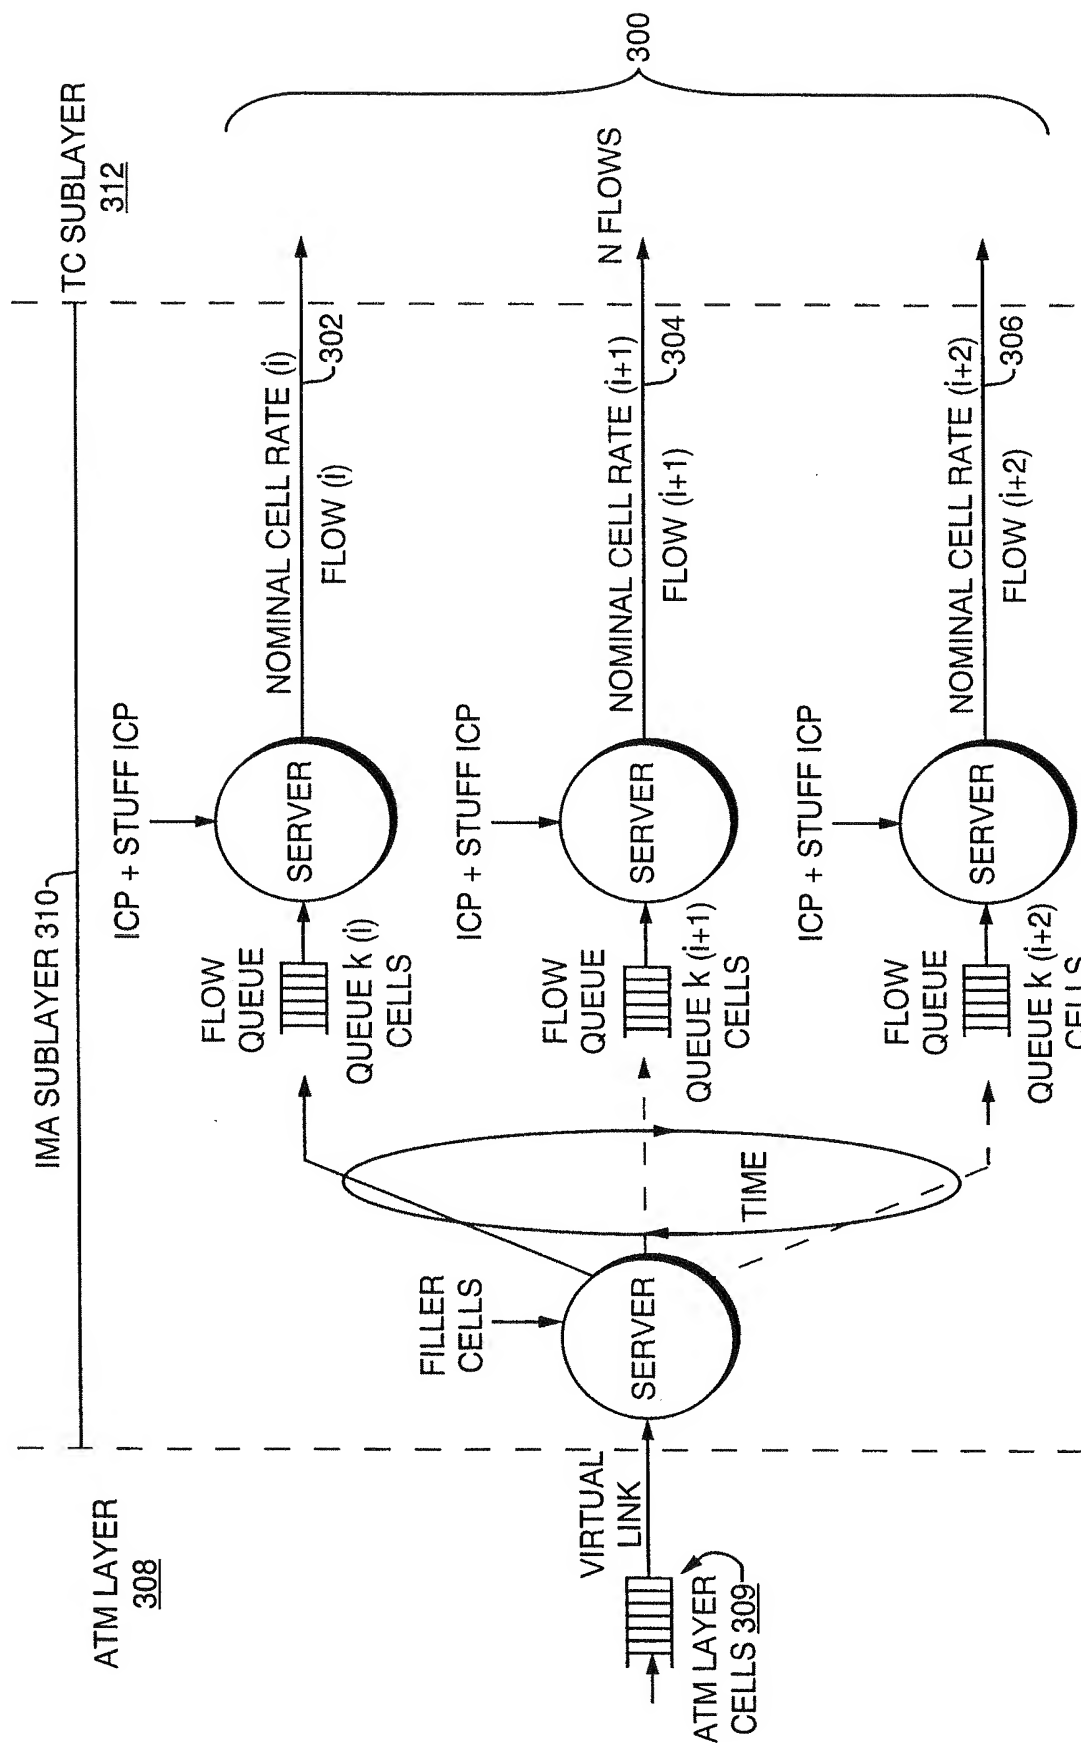 ATM LAYER
308
IMA SUBLAYER 310
TC SUBLAYER
312
ICP + STUFF ICP
FLOW
QUEUE
SERVER
NOMINAL CELL RATE (i)
302
FLOW (i)
QUEUE k (i)
CELLS
FILLER
CELLS
ICP + STUFF ICP
FLOW
QUEUE
VIRTUAL
LINK
SERVER
SERVER
NOMINAL CELL RATE (i+1)
304
FLOW (i+1)
N FLOWS
300
QUEUE k (i+1)
CELLS
ATM LAYER
CELLS 309
TIME
ICP + STUFF ICP
FLOW
QUEUE
SERVER
NOMINAL CELL RATE (i+2)
306
FLOW (i+2)
QUEUE k (i+2)
CELLS